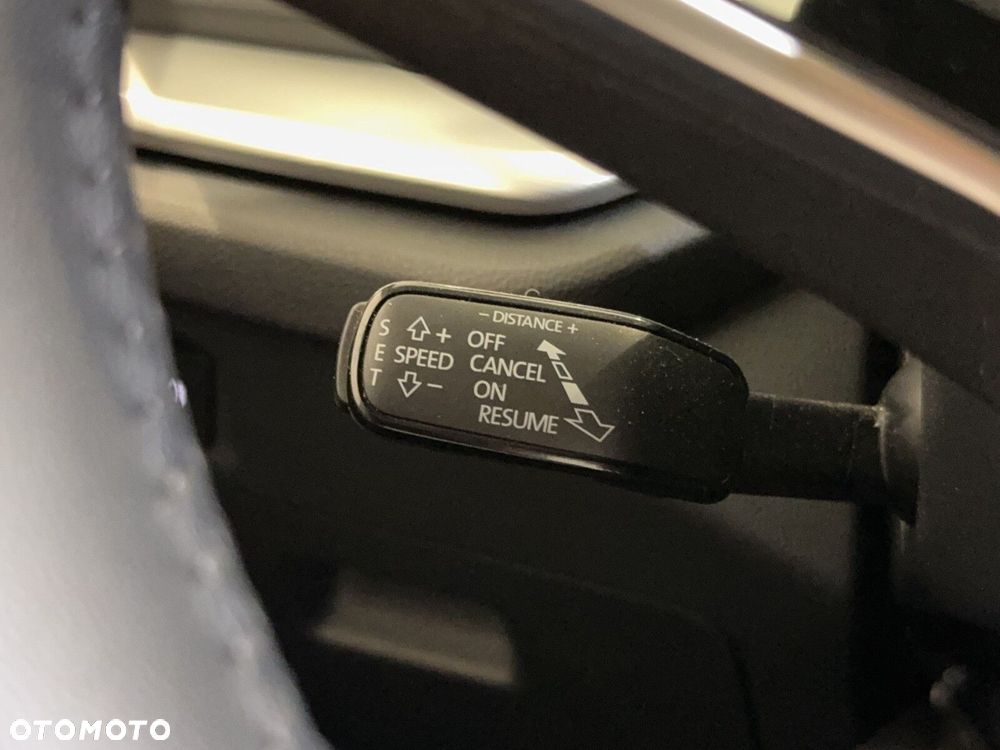 - DISTANCE +
S E T
+
SPEED
-
OFF
CANCEL
ON
RESUME
OTOMOTO